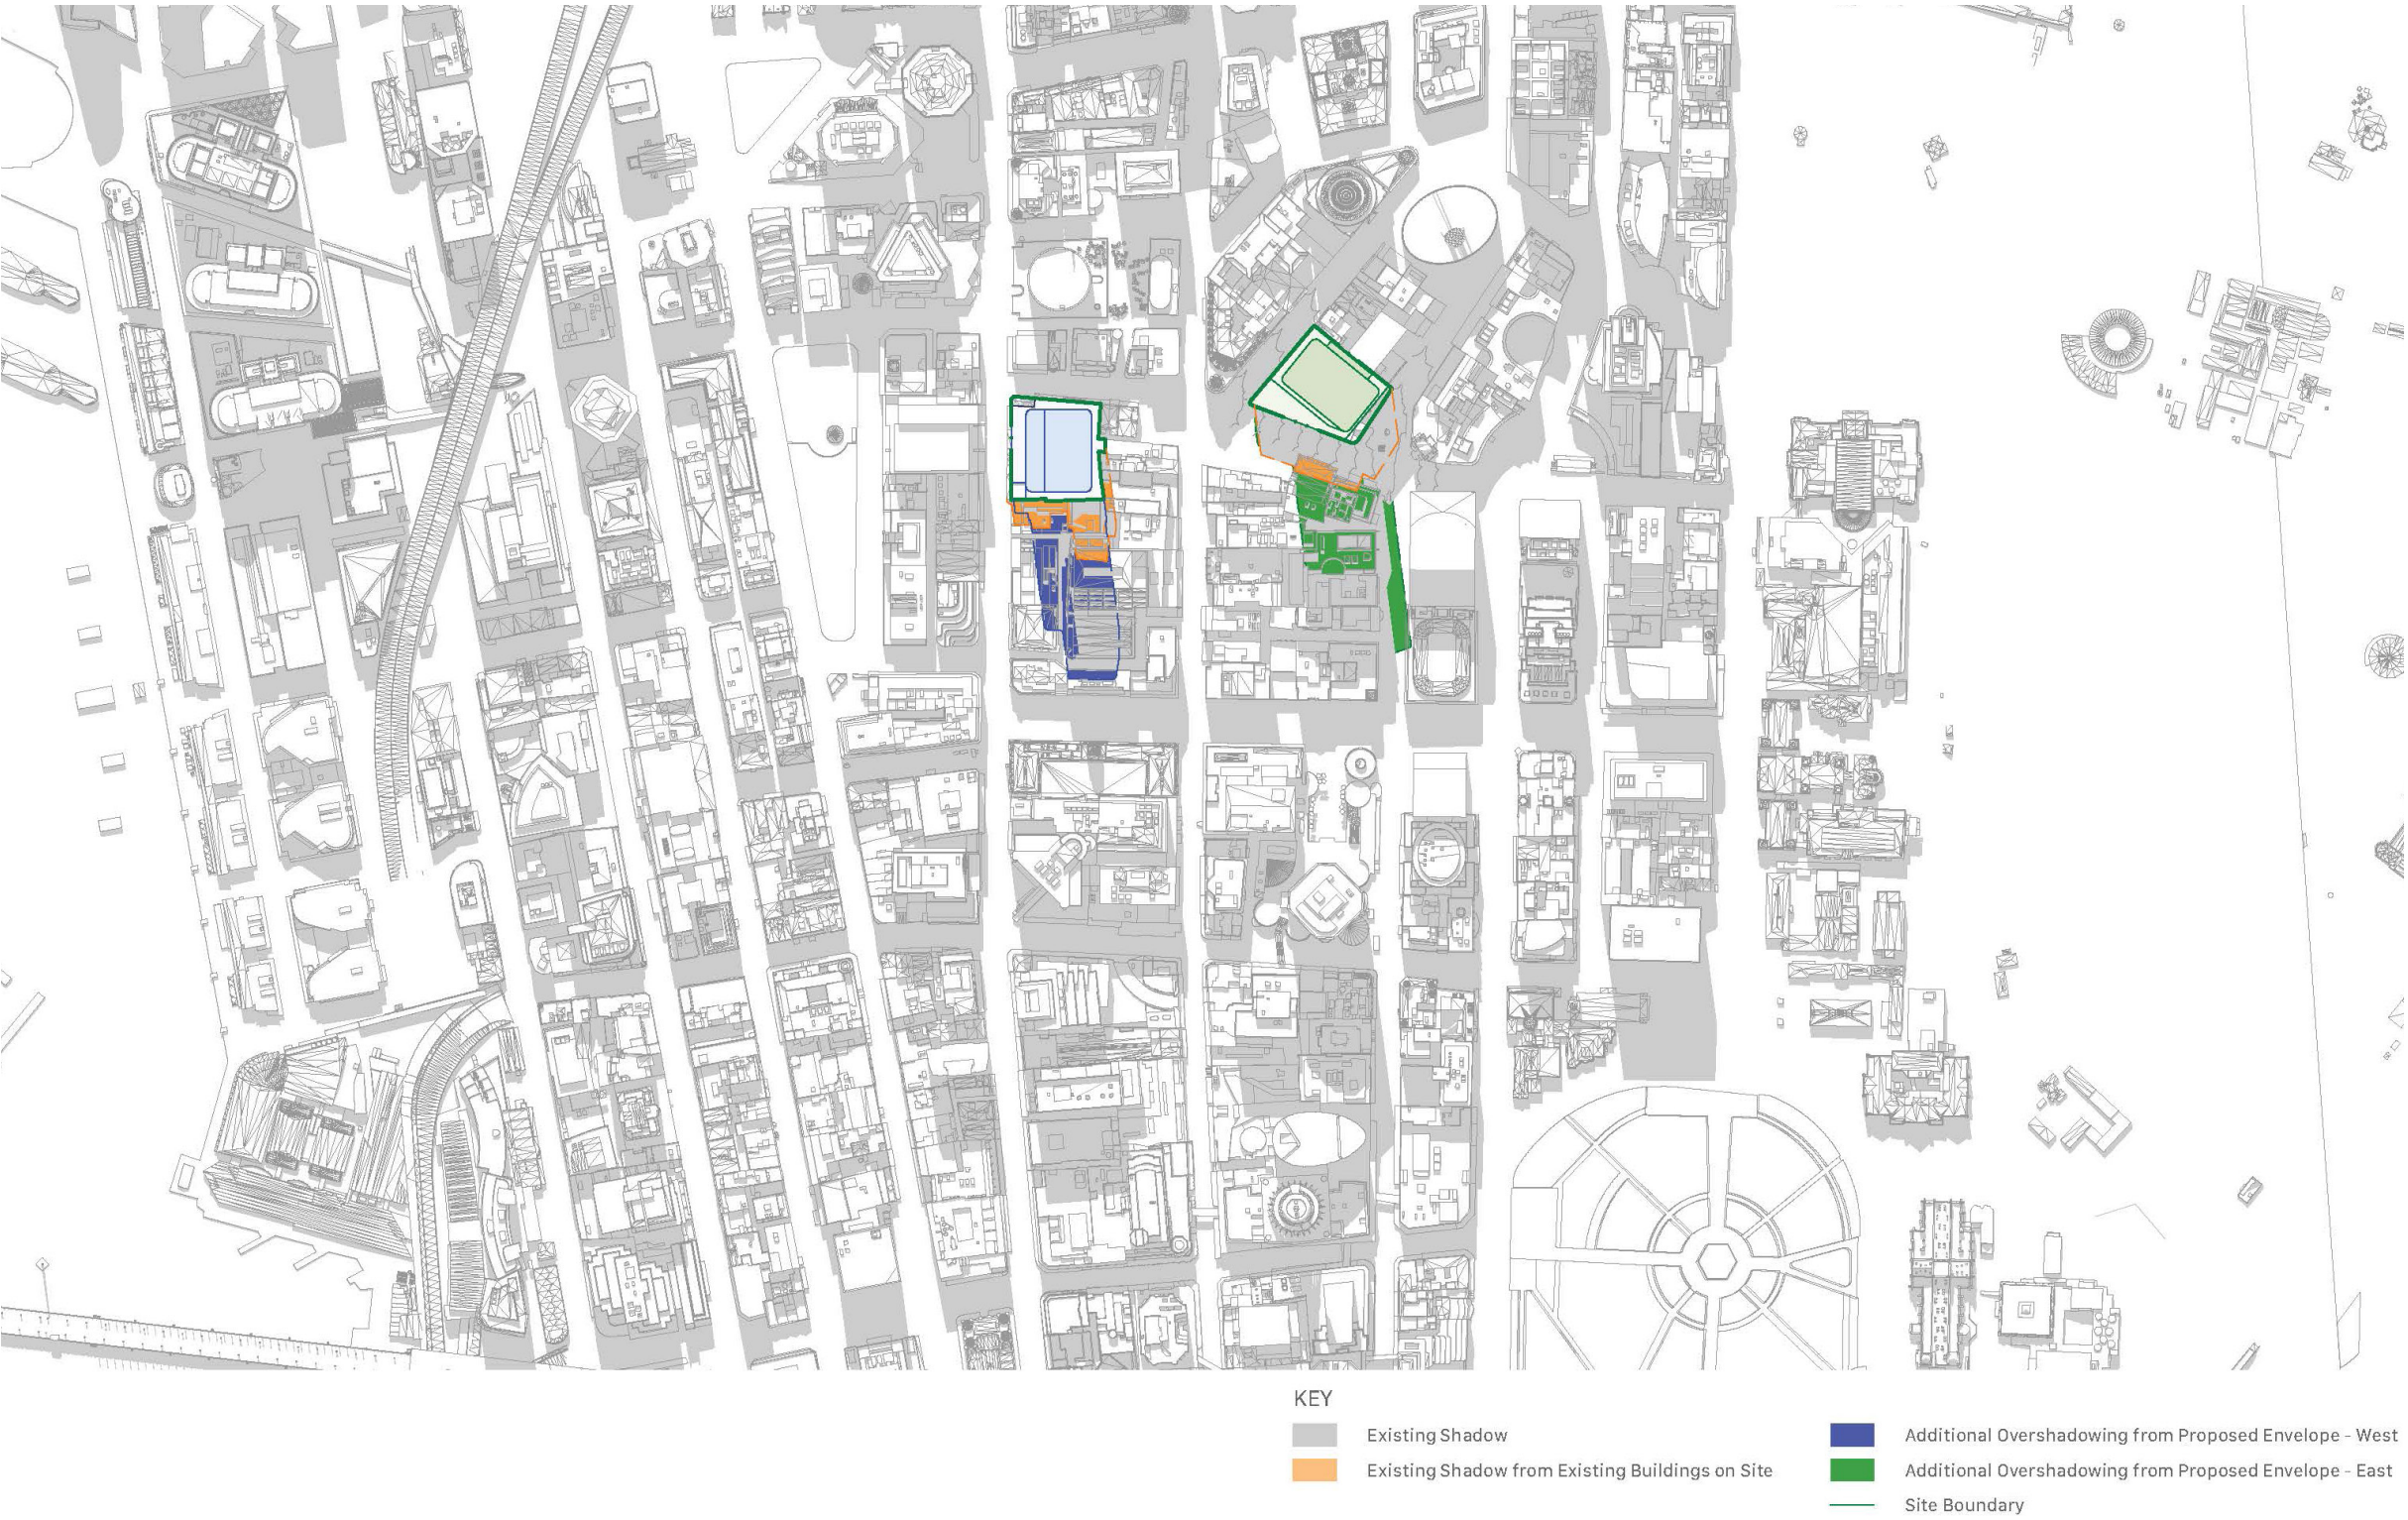 KEY
Existing Shadow
Existing Shadow from Existing Buildings on Site
Additional Overshadowing from Proposed Envelope - West
Additional Overshadowing from Proposed Envelope - East
Site Boundary